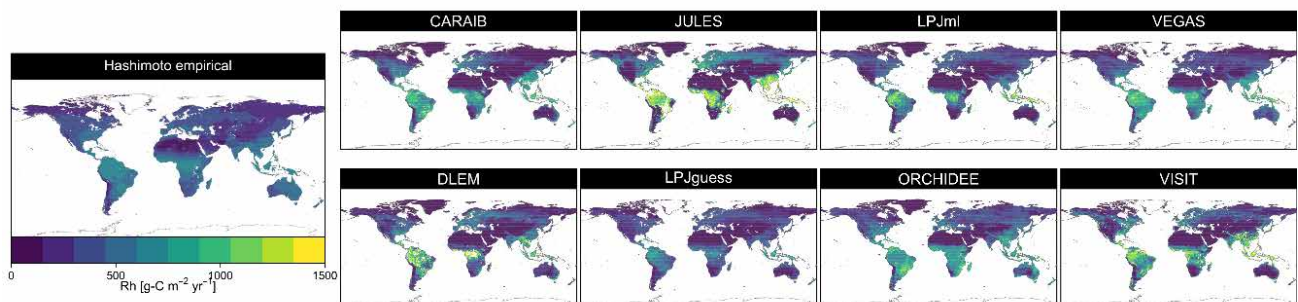 Hashimoto empirical
0 500 1000 1500
Rh [g-C m⁻² yr⁻¹]
CARAIB JULES LPJml VEGAS
DLEM LPJguess ORCHIDEE VISIT